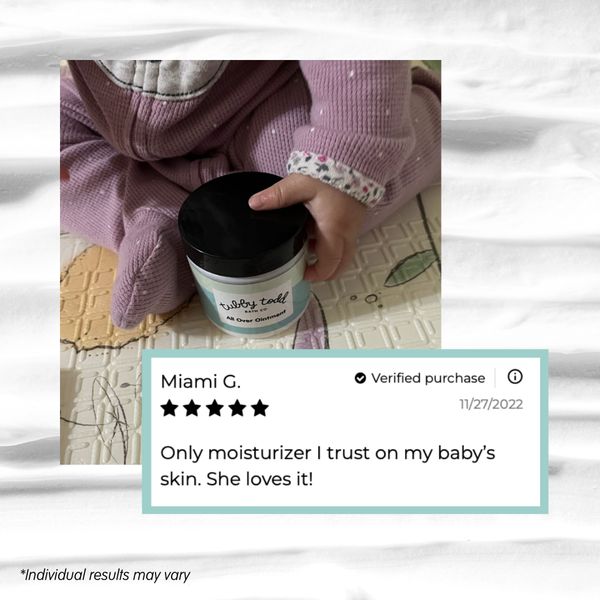 tubby todd
BATH CO.
All Over Ointment
Miami G.
Verified purchase
11/27/2022
Only moisturizer I trust on my baby's
skin. She loves it!
*Individual results may vary